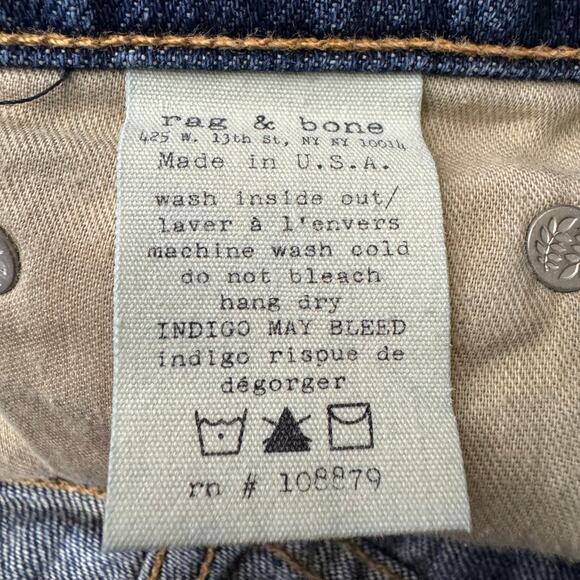 rag & bone
425 W. 13th St, NY NY 10014
Made in U.S.A.
wash inside out/
laver à l'envers
machine wash cold
do not bleach
hang dry
INDIGO MAY BLEED
indigo risque de
dégorger
rn # 108879